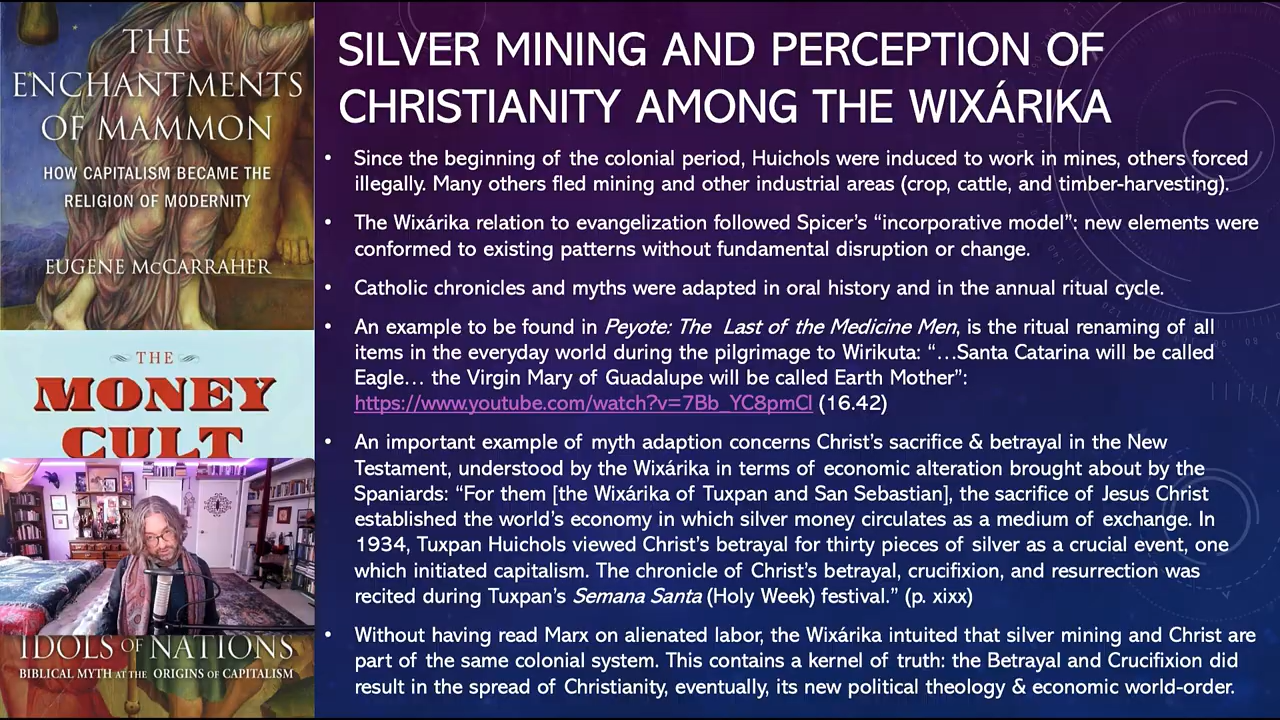 THE
ENCHANTMENTS
OF MAMMON
HOW CAPITALISM BECAME THE
RELIGION OF MODERNITY
EUGENE McCARRAHER
THE
MONEY
CULT
IDOLS OF NATIONS
BIBLICAL MYTH AT THE ORIGINS OF CAPITALISM
SILVER MINING AND PERCEPTION OF
CHRISTIANITY AMONG THE WIXÁRIKA
• Since the beginning of the colonial period, Huichols were induced to work in mines, others forced
illegally. Many others fled mining and other industrial areas (crop, cattle, and timber-harvesting).
• The Wixárika relation to evangelization followed Spicer's “incorporative model”: new elements were
conformed to existing patterns without fundamental disruption or change.
• Catholic chronicles and myths were adapted in oral history and in the annual ritual cycle.
• An example to be found in Peyote: The Last of the Medicine Men, is the ritual renaming of all
items in the everyday world during the pilgrimage to Wirikuta: “…Santa Catarina will be called
Eagle… the Virgin Mary of Guadalupe will be called Earth Mother”:
https://www.youtube.com/watch?v=7Bb_YC8pmCI (16.42)
• An important example of myth adaption concerns Christ's sacrifice & betrayal in the New
Testament, understood by the Wixárika in terms of economic alteration brought about by the
Spaniards: “For them [the Wixárika of Tuxpan and San Sebastian], the sacrifice of Jesus Christ
established the world's economy in which silver money circulates as a medium of exchange. In
1934, Tuxpan Huichols viewed Christ's betrayal for thirty pieces of silver as a crucial event, one
which initiated capitalism. The chronicle of Christ's betrayal, crucifixion, and resurrection was
recited during Tuxpan's Semana Santa (Holy Week) festival.” (p. xixx)
• Without having read Marx on alienated labor, the Wixárika intuited that silver mining and Christ are
part of the same colonial system. This contains a kernel of truth: the Betrayal and Crucifixion did
result in the spread of Christianity, eventually, its new political theology & economic world-order.